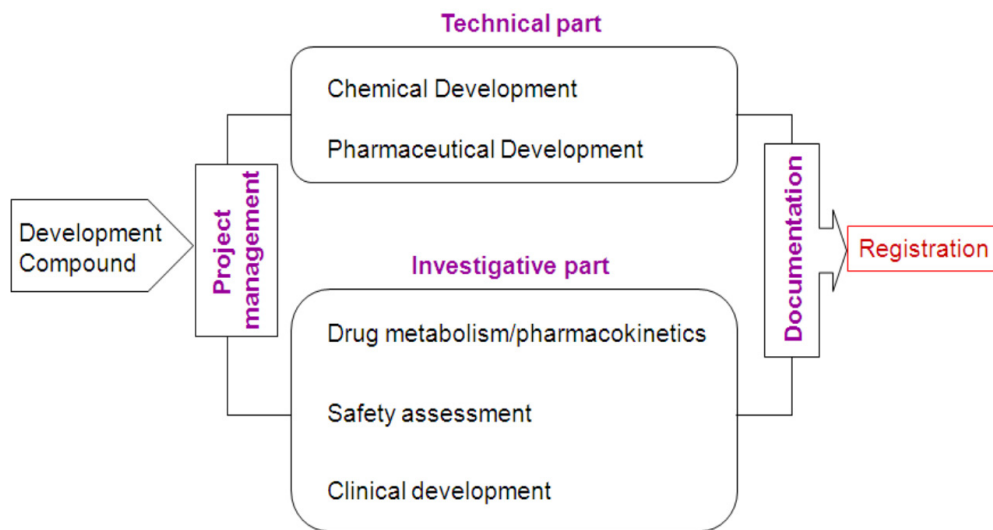 Technical part
Chemical Development
Pharmaceutical Development
Development
Compound
Project
management
Investigative part
Drug metabolism/pharmacokinetics
Safety assessment
Clinical development
Documentation
Registration